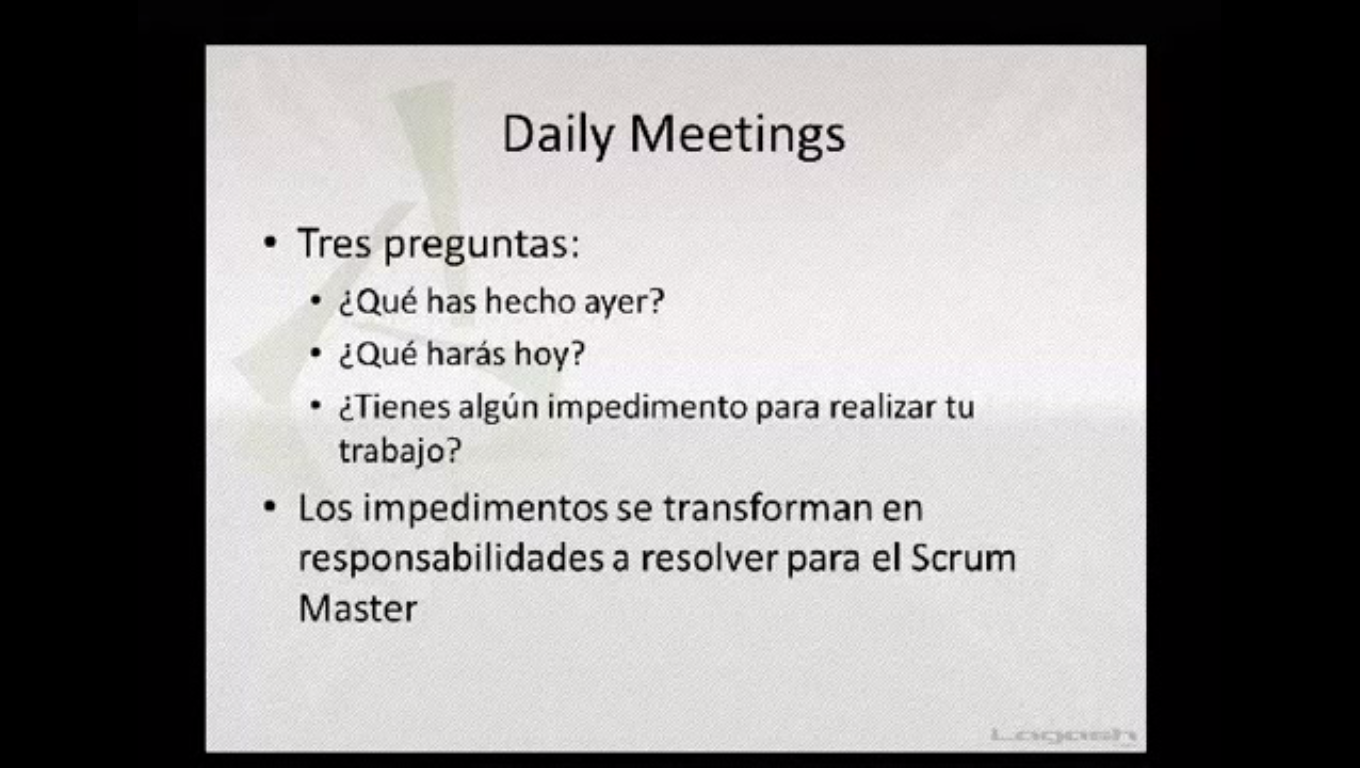 Daily Meetings
• Tres preguntas:
• ¿Qué has hecho ayer?
• ¿Qué harás hoy?
• ¿Tienes algún impedimento para realizar tu
trabajo?
• Los impedimentos se transforman en
responsabilidades a resolver para el Scrum
Master
Lagash